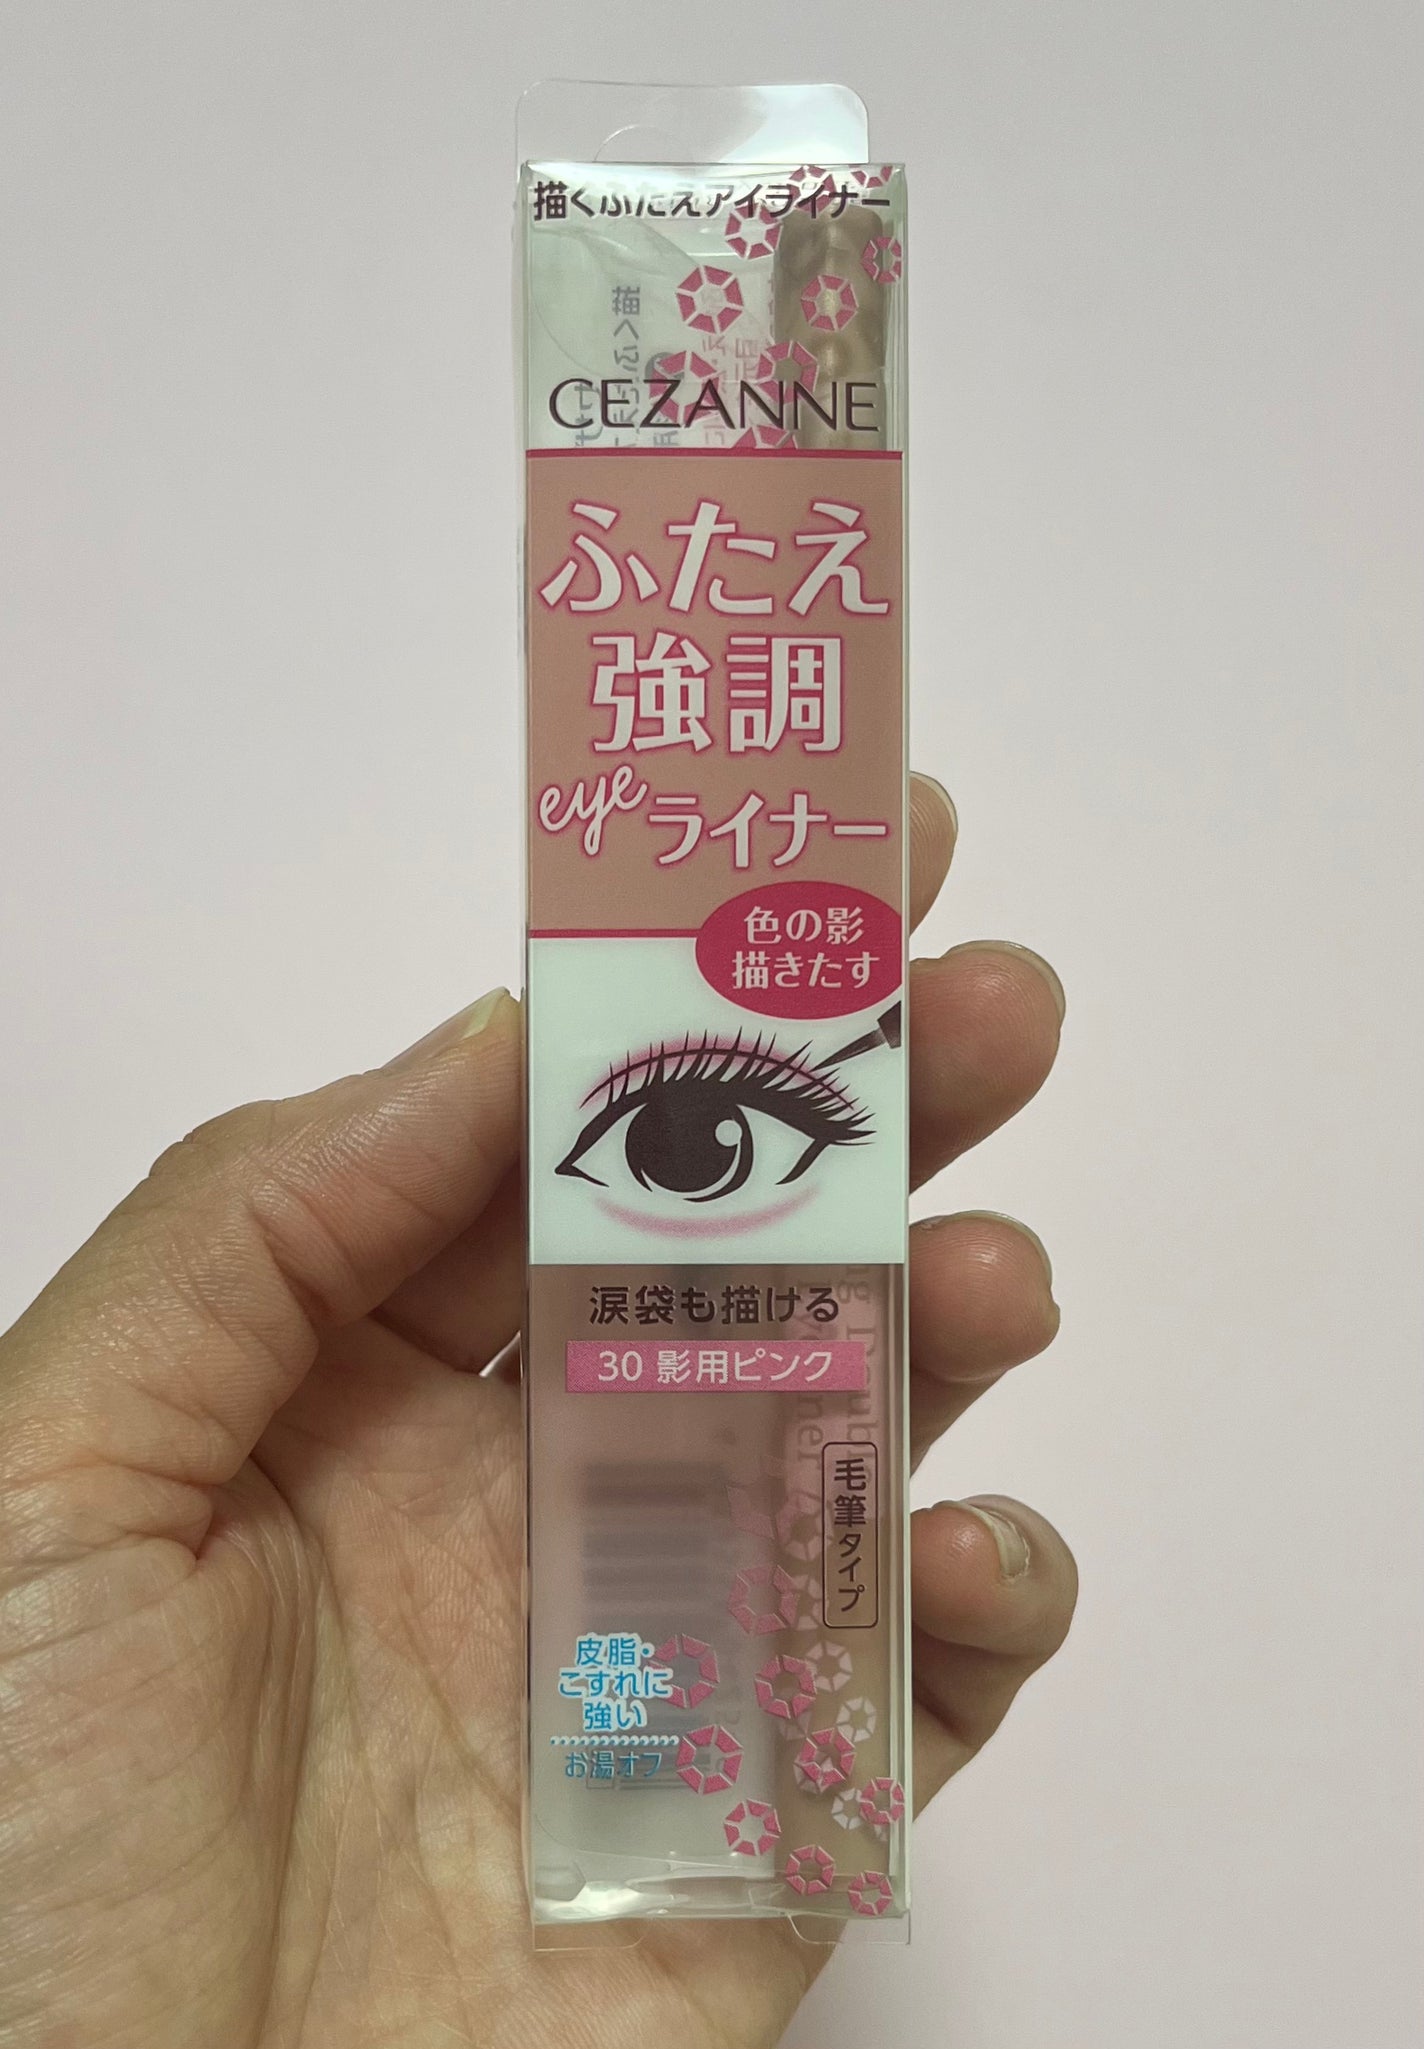 描くふたえアイライナー
CEZANNE
ふたえ
強調
eye ライナー
色の影
描きたす
涙袋も描ける
30 影用ピンク
毛筆タイプ
皮脂・
こすれに
強い
お湯オフ